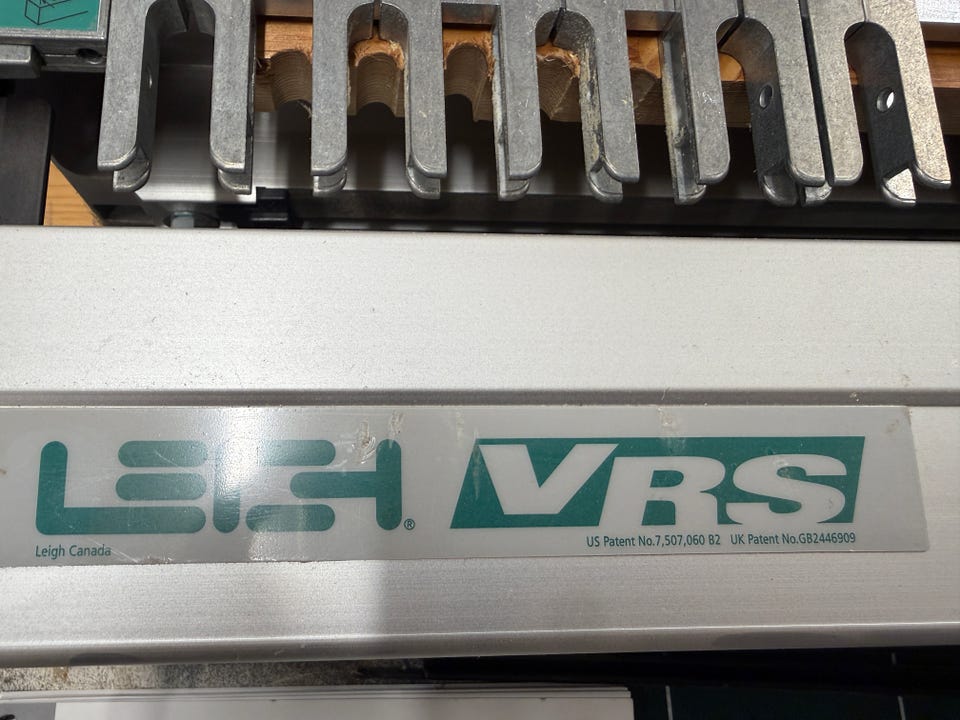 LEIGH® VRS
Leigh Canada
US Patent No.7,507,060 B2 UK Patent No.GB2446909